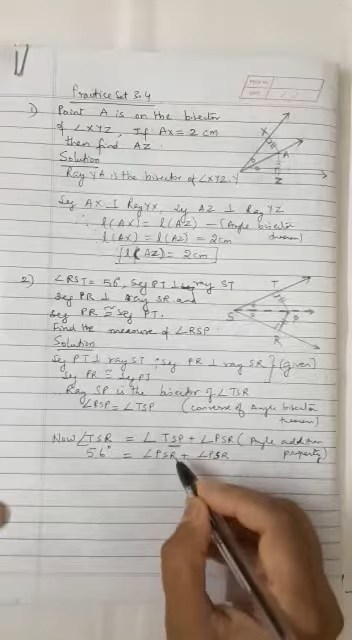 Practice Set 3.4
1) Point A is on the bisector
of ∠XYZ, If AX = 2 cm
then find AZ.
Solution
Ray YA is the bisector of ∠XYZ
X
A
Y
Z
Seg AX ⊥ Ray YX, Seg AZ ⊥ Ray YZ
∴ l(AX) = l(AZ) — (Angle bisector
theorem)
l(AX) = l(AZ) = 2cm
l(AZ) = 2cm
2) ∠RST = 56°, Seg PT ⊥ ray ST
seg PR ⊥ ray SR and
seg PR ≅ seg PT.
Find the measure of ∠RSP.
T
S
P
R
Solution
Seg PT ⊥ ray ST, seg PR ⊥ ray SR } (given)
Seg PR ≅ seg PT
Ray SP is the bisector of ∠TSR
∠RSP = ∠TSP (converse of Angle bisector
theorem)
Now ∠TSR = ∠TSP + ∠PSR (Angle addition
property)
56° = ∠PSR + ∠PSR